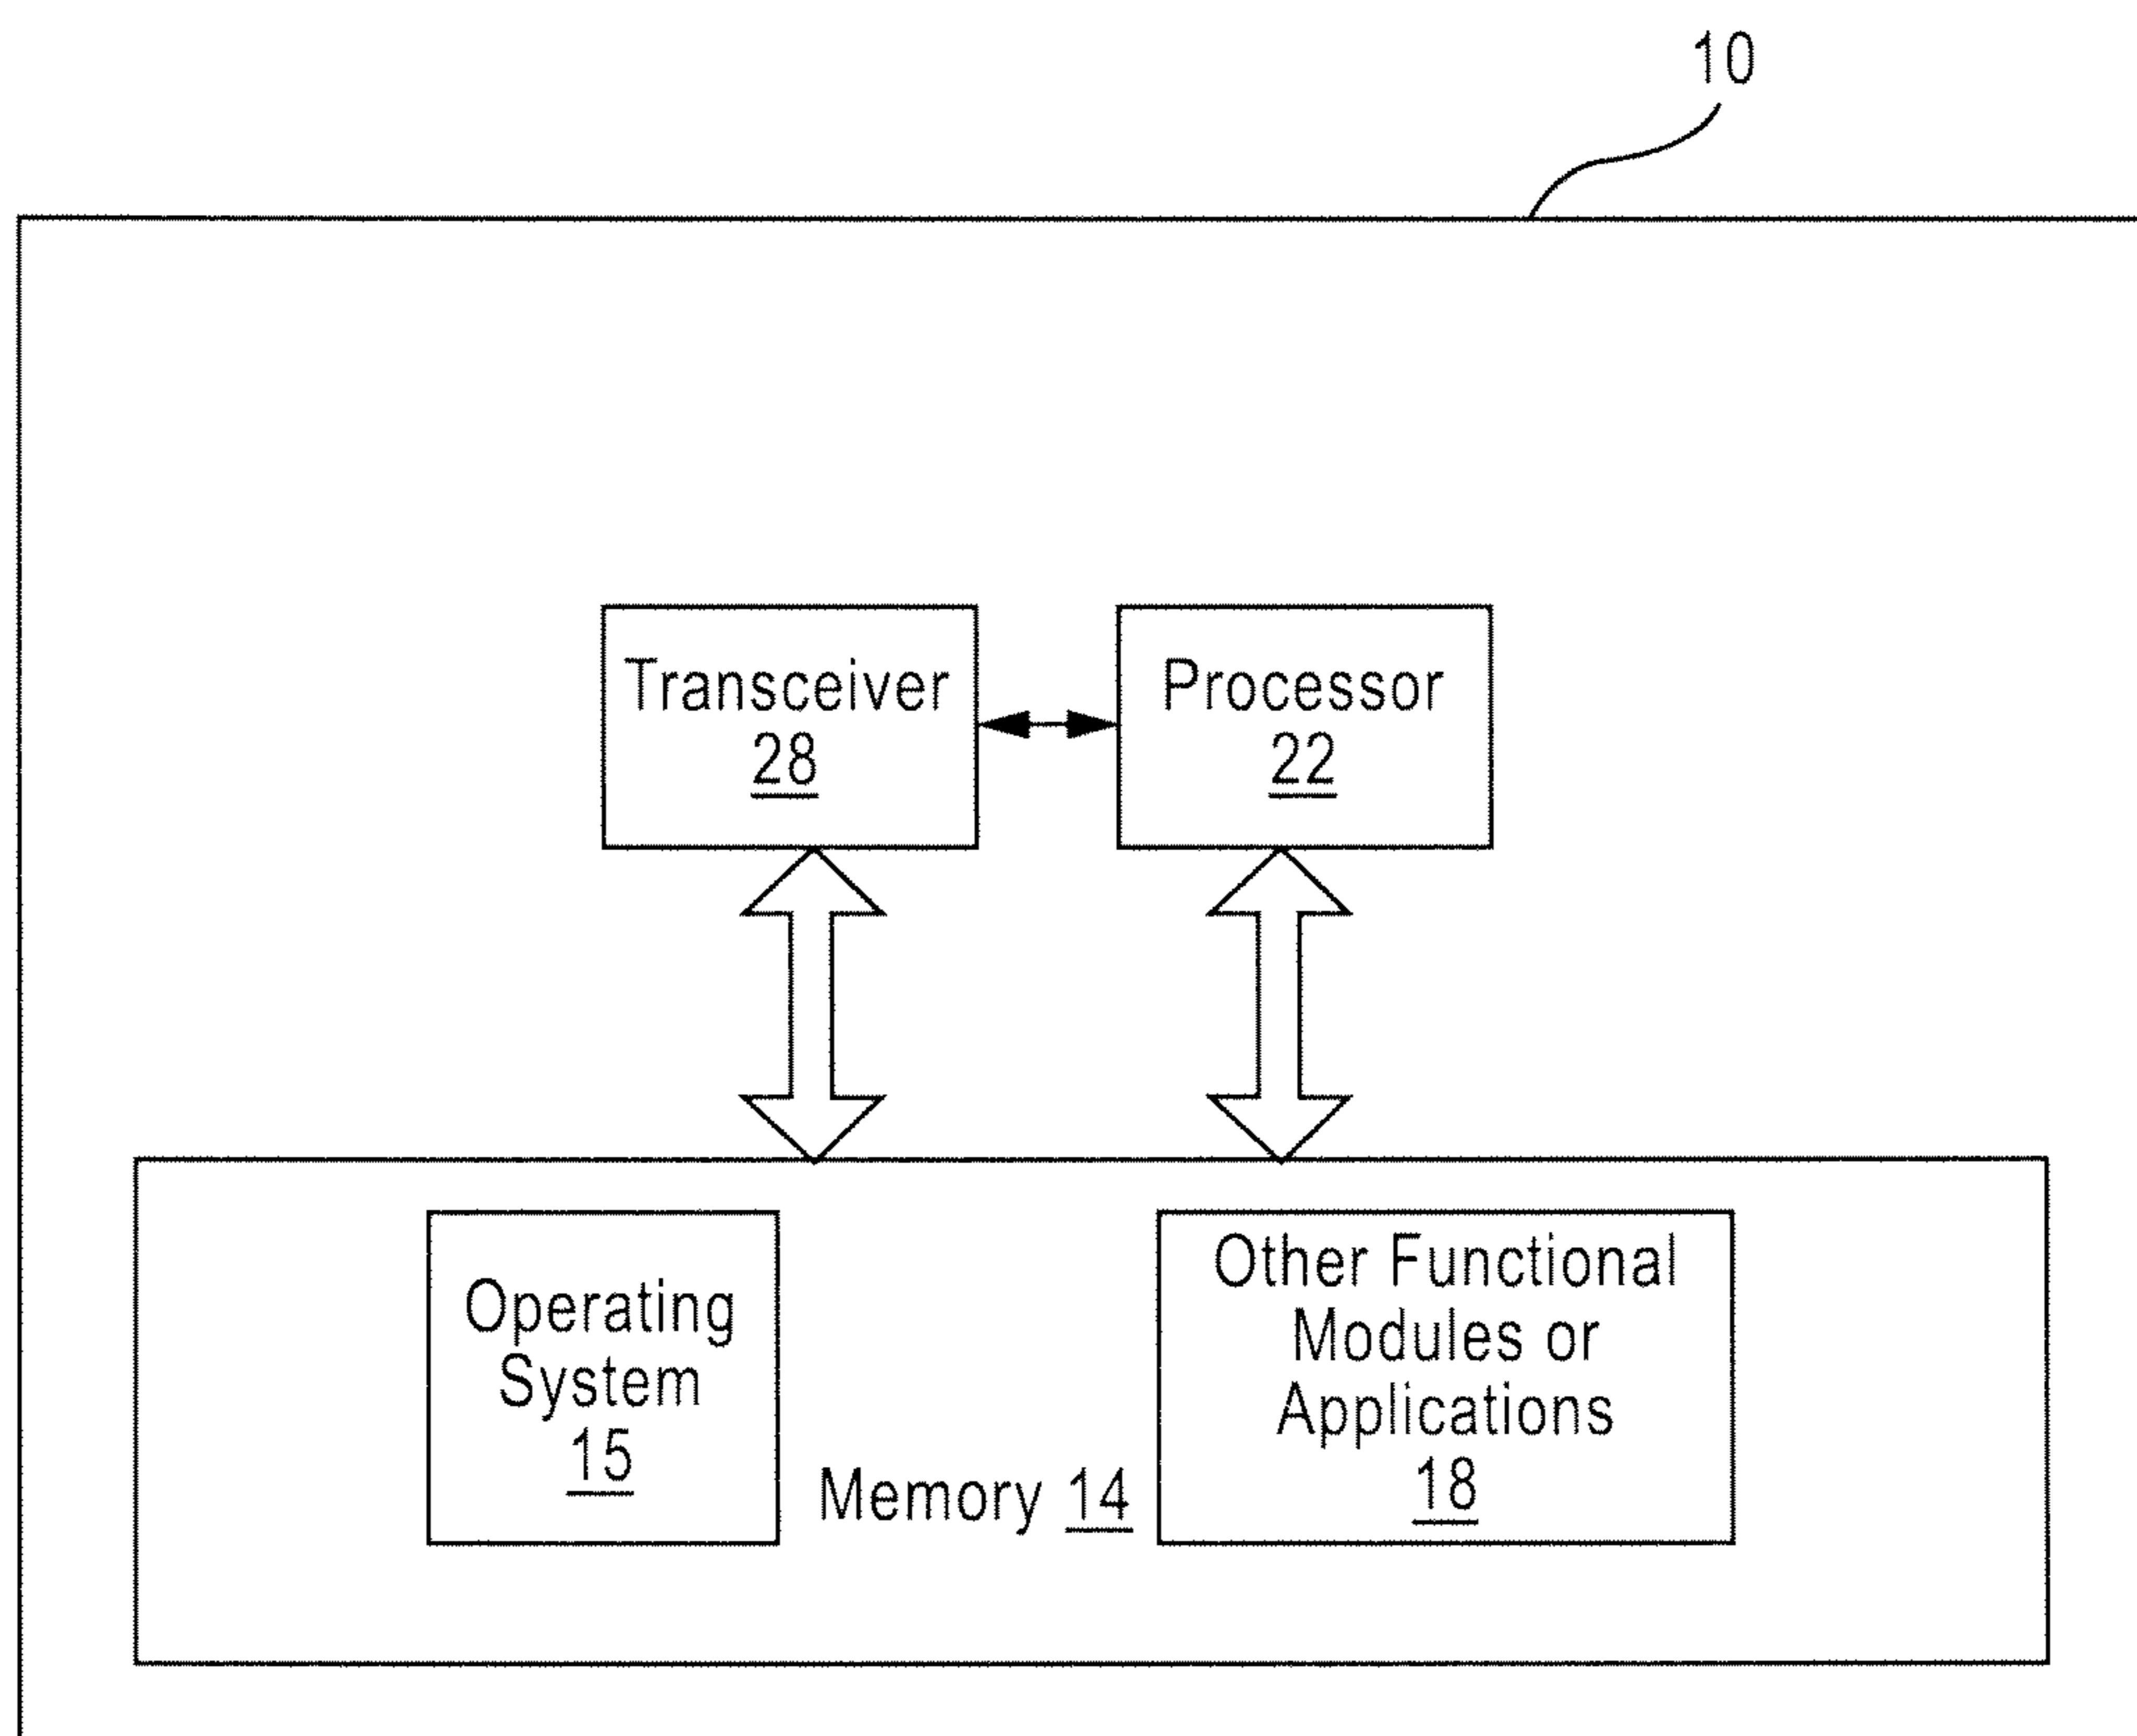 10
Transceiver
28
Processor
22
Operating
System
15
Memory 14
Other Functional
Modules or
Applications
18